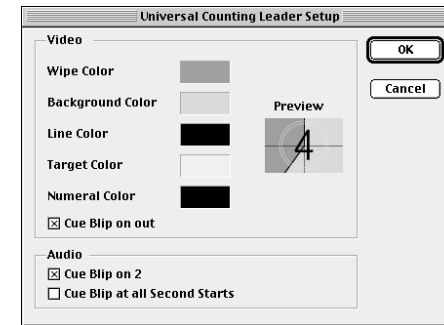 Universal Counting Leader Setup
Video
Wipe Color
Background Color
Line Color
Target Color
Numeral Color
Cue Blip on out
Preview
4
Audio
Cue Blip on 2
Cue Blip at all Second Starts
OK
Cancel